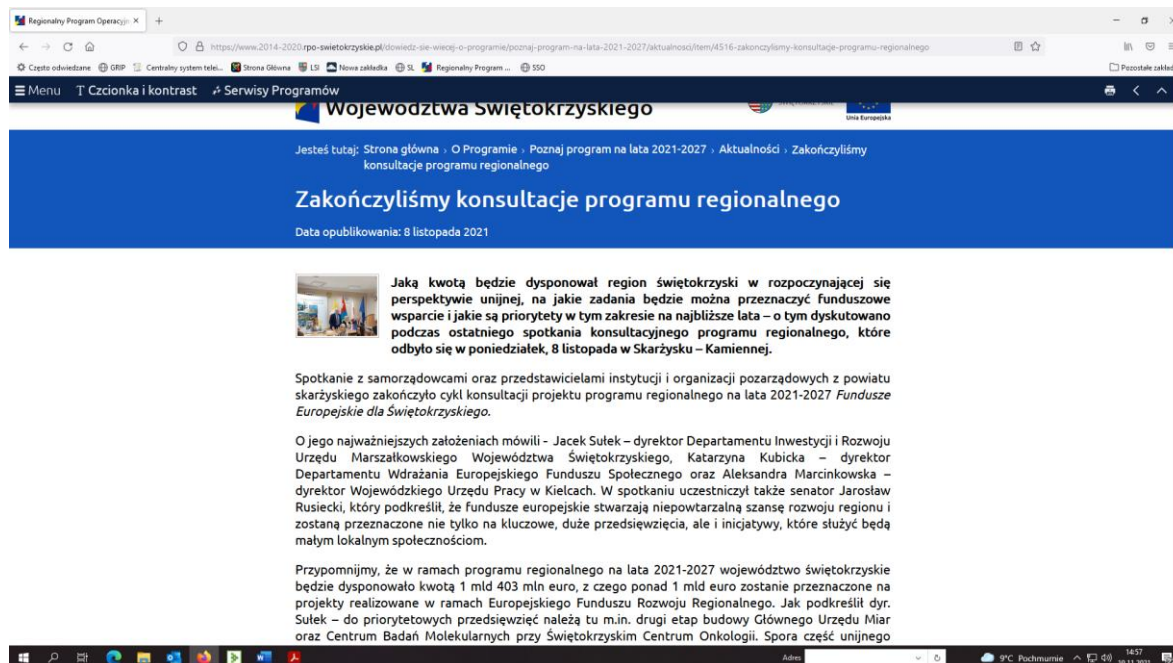 Regionalny Program Operacyjn
https://www.2014-2020.rpo-swietokrzyskie.pl/dowiedz-sie-wiecej-o-programie/poznaj-program-na-lata-2021-2027/aktualnosci/item/4516-zakonczylismy-konsultacje-programu-regionalnego
Często odwiedzane GRIP Centralny system telei... Strona Główna LSI Nowa zakładka SL Regionalny Program ... SSO Pozostałe zakład
Menu Czcionka i kontrast Serwisy Programów
Województwa Świętokrzyskiego
Unia Europejska
Jesteś tutaj: Strona główna › O Programie › Poznaj program na lata 2021-2027 › Aktualności › Zakończyliśmy
konsultacje programu regionalnego
Zakończyliśmy konsultacje programu regionalnego
Data opublikowania: 8 listopada 2021
Jaką kwotą będzie dysponował region świętokrzyski w rozpoczynającej się
perspektywie unijnej, na jakie zadania będzie można przeznaczyć funduszowe
wsparcie i jakie są priorytety w tym zakresie na najbliższe lata – o tym dyskutowano
podczas ostatniego spotkania konsultacyjnego programu regionalnego, które
odbyło się w poniedziałek, 8 listopada w Skarżysku – Kamiennej.
Spotkanie z samorządowcami oraz przedstawicielami instytucji i organizacji pozarządowych z powiatu
skarżyskiego zakończyło cykl konsultacji projektu programu regionalnego na lata 2021-2027 Fundusze
Europejskie dla Świętokrzyskiego.
O jego najważniejszych założeniach mówili - Jacek Sułek – dyrektor Departamentu Inwestycji i Rozwoju
Urzędu Marszałkowskiego Województwa Świętokrzyskiego, Katarzyna Kubicka – dyrektor
Departamentu Wdrażania Europejskiego Funduszu Społecznego oraz Aleksandra Marcinkowska –
dyrektor Wojewódzkiego Urzędu Pracy w Kielcach. W spotkaniu uczestniczył także senator Jarosław
Rusiecki, który podkreślił, że fundusze europejskie stwarzają niepowtarzalną szansę rozwoju regionu i
zostaną przeznaczone nie tylko na kluczowe, duże przedsięwzięcia, ale i inicjatywy, które służyć będą
małym lokalnym społecznościom.
Przypomnijmy, że w ramach programu regionalnego na lata 2021-2027 województwo świętokrzyskie
będzie dysponowało kwotą 1 mld 403 mln euro, z czego ponad 1 mld euro zostanie przeznaczone na
projekty realizowane w ramach Europejskiego Funduszu Rozwoju Regionalnego. Jak podkreślił dyr.
Sułek – do priorytetowych przedsięwzięć należą tu m.in. drugi etap budowy Głównego Urzędu Miar
oraz Centrum Badań Molekularnych przy Świętokrzyskim Centrum Onkologii. Spora część unijnego
Adres 9°C Pochmurnie 14:57
10.11.2021